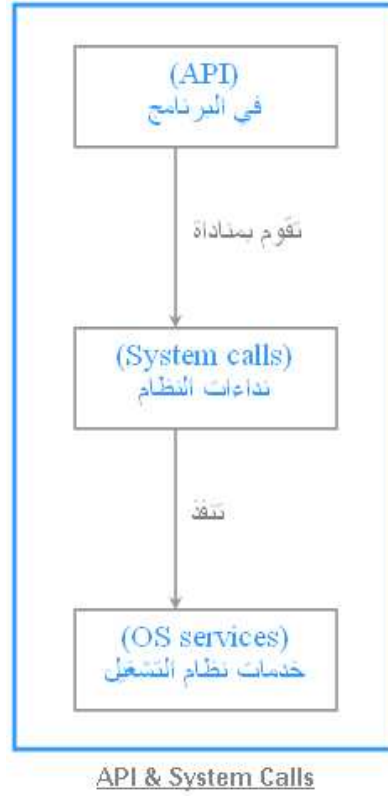 (API)
في البرنامج
تقوم بمناداة
(System calls)
نداءات النظام
تنفذ
(OS services)
خدمات نظام التشغيل
API & System Calls